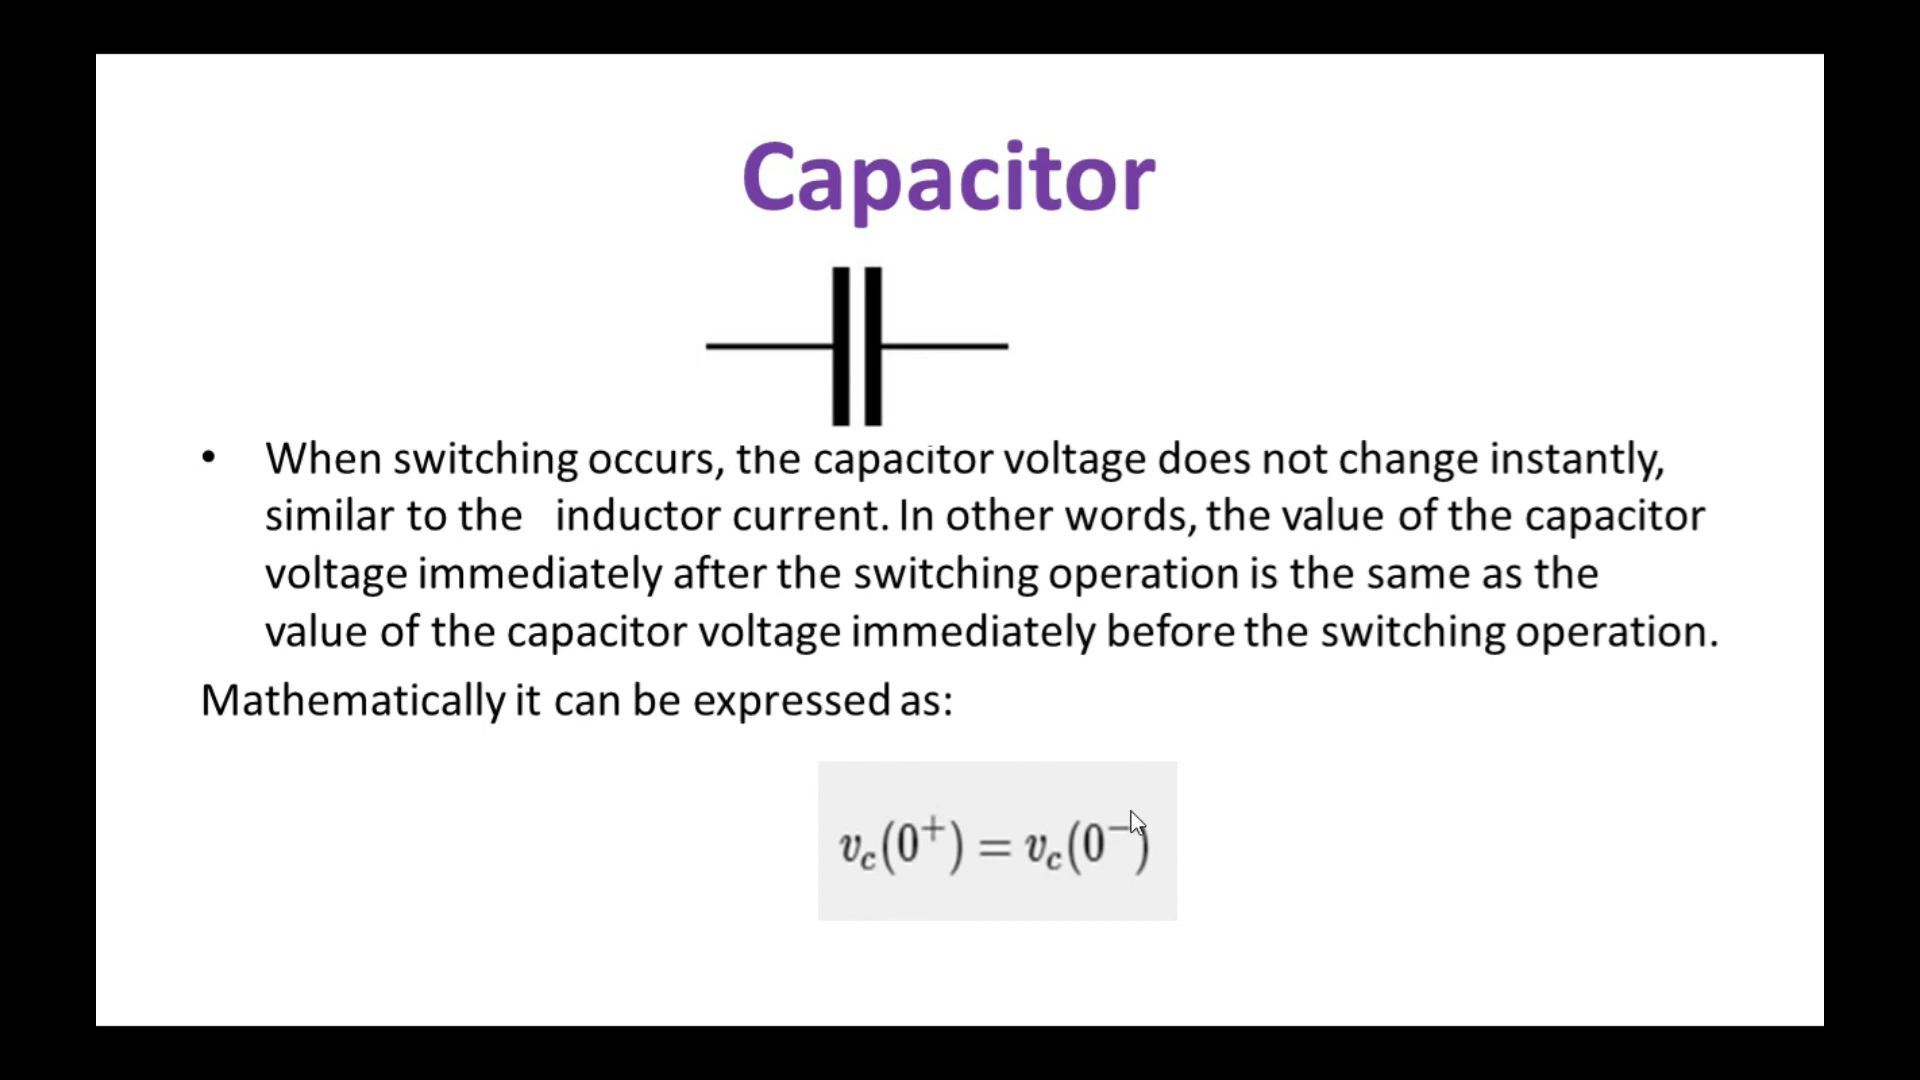 Capacitor
• When switching occurs, the capacitor voltage does not change instantly,
similar to the inductor current. In other words, the value of the capacitor
voltage immediately after the switching operation is the same as the
value of the capacitor voltage immediately before the switching operation.
Mathematically it can be expressed as:
v_c(0⁺) = v_c(0⁻)